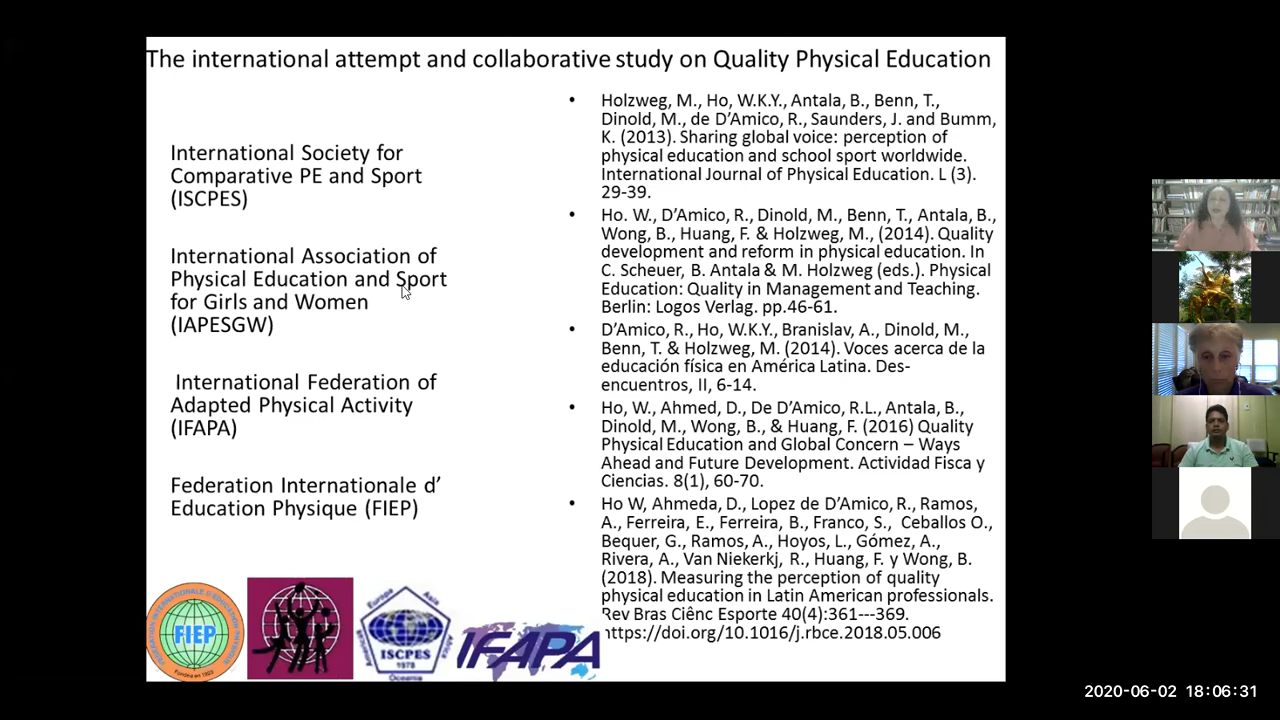 The international attempt and collaborative study on Quality Physical Education
International Society for
Comparative PE and Sport
(ISCPES)
International Association of
Physical Education and Sport
for Girls and Women
(IAPESGW)
International Federation of
Adapted Physical Activity
(IFAPA)
Federation Internationale d’
Education Physique (FIEP)
• Holzweg, M., Ho, W.K.Y., Antala, B., Benn, T.,
Dinold, M., de D’Amico, R., Saunders, J. and Bumm,
K. (2013). Sharing global voice: perception of
physical education and school sport worldwide.
International Journal of Physical Education. L (3).
29-39.
• Ho. W., D’Amico, R., Dinold, M., Benn, T., Antala, B.,
Wong, B., Huang, F. & Holzweg, M., (2014). Quality
development and reform in physical education. In
C. Scheuer, B. Antala & M. Holzweg (eds.). Physical
Education: Quality in Management and Teaching.
Berlin: Logos Verlag. pp.46-61.
• D’Amico, R., Ho, W.K.Y., Branislav, A., Dinold, M.,
Benn, T. & Holzweg, M. (2014). Voces acerca de la
educación física en América Latina. Des-
encuentros, II, 6-14.
• Ho, W., Ahmed, D., De D’Amico, R.L., Antala, B.,
Dinold, M., Wong, B., & Huang, F. (2016) Quality
Physical Education and Global Concern – Ways
Ahead and Future Development. Actividad Fisca y
Ciencias. 8(1), 60-70.
• Ho W, Ahmeda, D., Lopez de D’Amico, R., Ramos,
A., Ferreira, E., Ferreira, B., Franco, S., Ceballos O.,
Bequer, G., Ramos, A., Hoyos, L., Gómez, A.,
Rivera, A., Van Niekerkj, R., Huang, F. y Wong, B.
(2018). Measuring the perception of quality
physical education in Latin American professionals.
Rev Bras Ciênc Esporte 40(4):361---369.
https://doi.org/10.1016/j.rbce.2018.05.006
FIEP
Fundada en 1923
Europa
Asia
ISCPES
1978
Oceania
IFAPA
2020-06-02 18:06:31